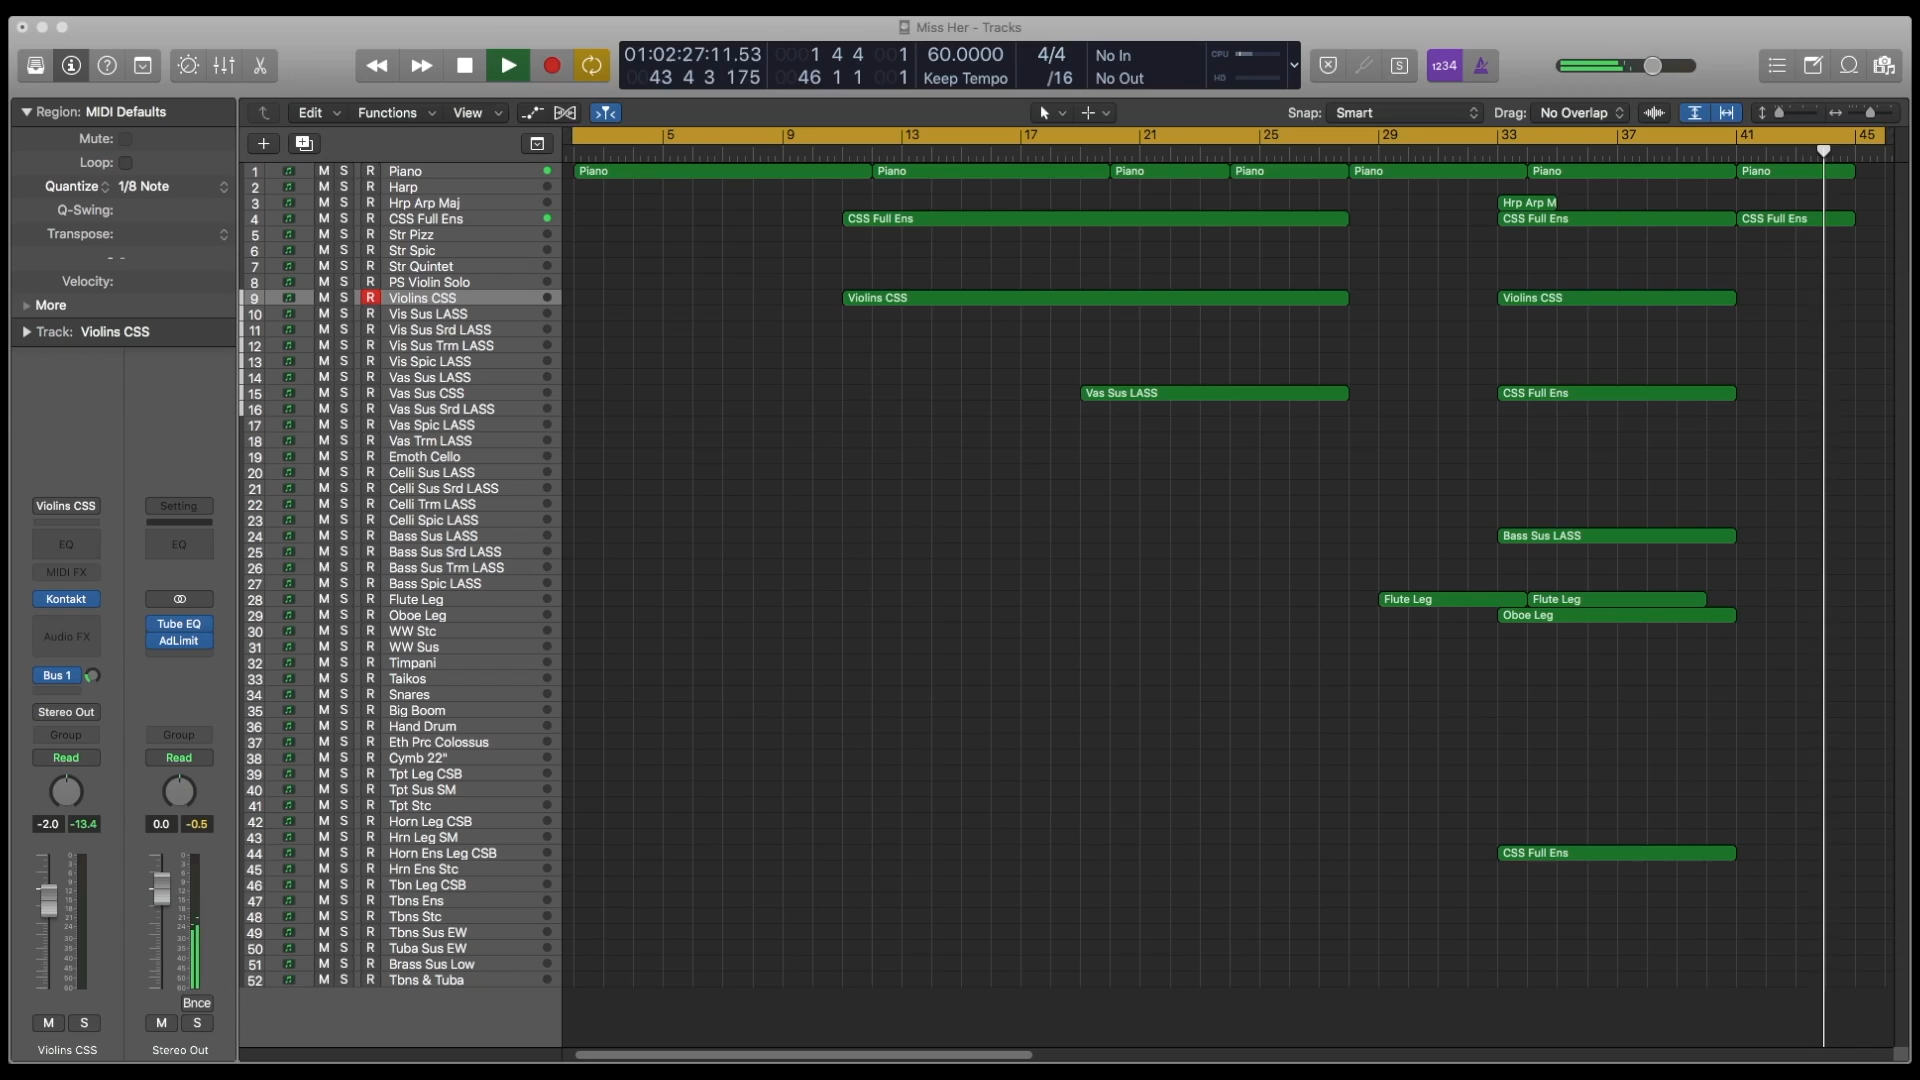 Miss Her - Tracks
01:02:27:11.53 0001 4 4 001 60.0000 4/4 No In CPU
0043 4 3 175 0046 1 1 001 Keep Tempo /16 No Out HD
S 1234
Region: MIDI Defaults
Mute:
Loop:
Quantize 1/8 Note
Q-Swing:
Transpose:
- -
Velocity:
More
Track: Violins CSS
Edit Functions View Snap: Smart Drag: No Overlap
5 9 13 17 21 25 29 33 37 41 45
1 M S R Piano Piano Piano Piano Piano Piano Piano Piano
2 M S R Harp
3 M S R Hrp Arp Maj Hrp Arp M
4 M S R CSS Full Ens CSS Full Ens CSS Full Ens CSS Full Ens
5 M S R Str Pizz
6 M S R Str Spic
7 M S R Str Quintet
8 M S R PS Violin Solo
9 M S R Violins CSS Violins CSS Violins CSS
10 M S R Vis Sus LASS
11 M S R Vis Sus Srd LASS
12 M S R Vis Sus Trm LASS
13 M S R Vis Spic LASS
14 M S R Vas Sus LASS
15 M S R Vas Sus CSS Vas Sus LASS CSS Full Ens
16 M S R Vas Sus Srd LASS
17 M S R Vas Spic LASS
18 M S R Vas Trm LASS
19 M S R Emoth Cello
20 M S R Celli Sus LASS
21 M S R Celli Sus Srd LASS
22 M S R Celli Trm LASS
23 M S R Celli Spic LASS
24 M S R Bass Sus LASS Bass Sus LASS
25 M S R Bass Sus Srd LASS
26 M S R Bass Sus Trm LASS
27 M S R Bass Spic LASS
28 M S R Flute Leg Flute Leg Flute Leg
29 M S R Oboe Leg Oboe Leg
30 M S R WW Stc
31 M S R WW Sus
32 M S R Timpani
33 M S R Taikos
34 M S R Snares
35 M S R Big Boom
36 M S R Hand Drum
37 M S R Eth Prc Colossus
38 M S R Cymb 22"
39 M S R Tpt Leg CSB
40 M S R Tpt Sus SM
41 M S R Tpt Stc
42 M S R Horn Leg CSB
43 M S R Hrn Leg SM
44 M S R Horn Ens Leg CSB CSS Full Ens
45 M S R Hrn Ens Stc
46 M S R Tbn Leg CSB
47 M S R Tbns Ens
48 M S R Tbns Stc
49 M S R Tbns Sus EW
50 M S R Tuba Sus EW
51 M S R Brass Sus Low
52 M S R Tbns & Tuba
Violins CSS Setting
EQ EQ
MIDI FX
Kontakt
Audio FX Tube EQ
AdLimit
Bus 1
Stereo Out
Group Group
Read Read
-2.0 -13.4 0.0 -0.5
Bnce
M S M S
Violins CSS Stereo Out